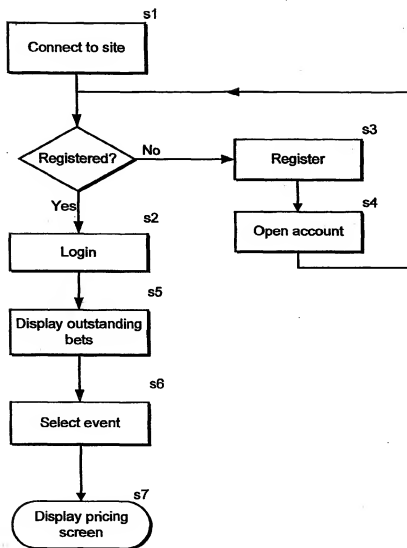 s1
Connect to site
Registered?
No
s3
Register
s4
Open account
Yes
s2
Login
s5
Display outstanding
bets
s6
Select event
s7
Display pricing
screen